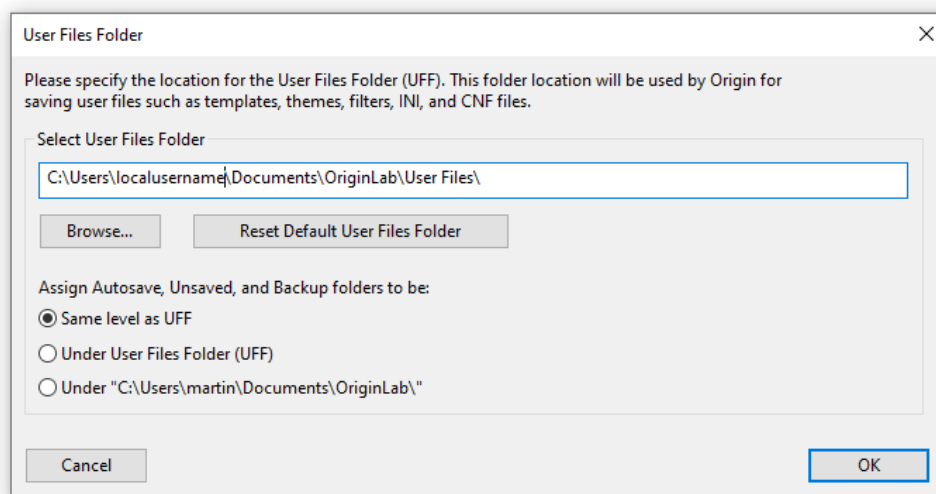 User Files Folder
Please specify the location for the User Files Folder (UFF). This folder location will be used by Origin for
saving user files such as templates, themes, filters, INI, and CNF files.
Select User Files Folder
C:\Users\localusername\Documents\OriginLab\User Files\
Browse...
Reset Default User Files Folder
Assign Autosave, Unsaved, and Backup folders to be:
Same level as UFF
Under User Files Folder (UFF)
Under "C:\Users\martin\Documents\OriginLab\"
Cancel
OK